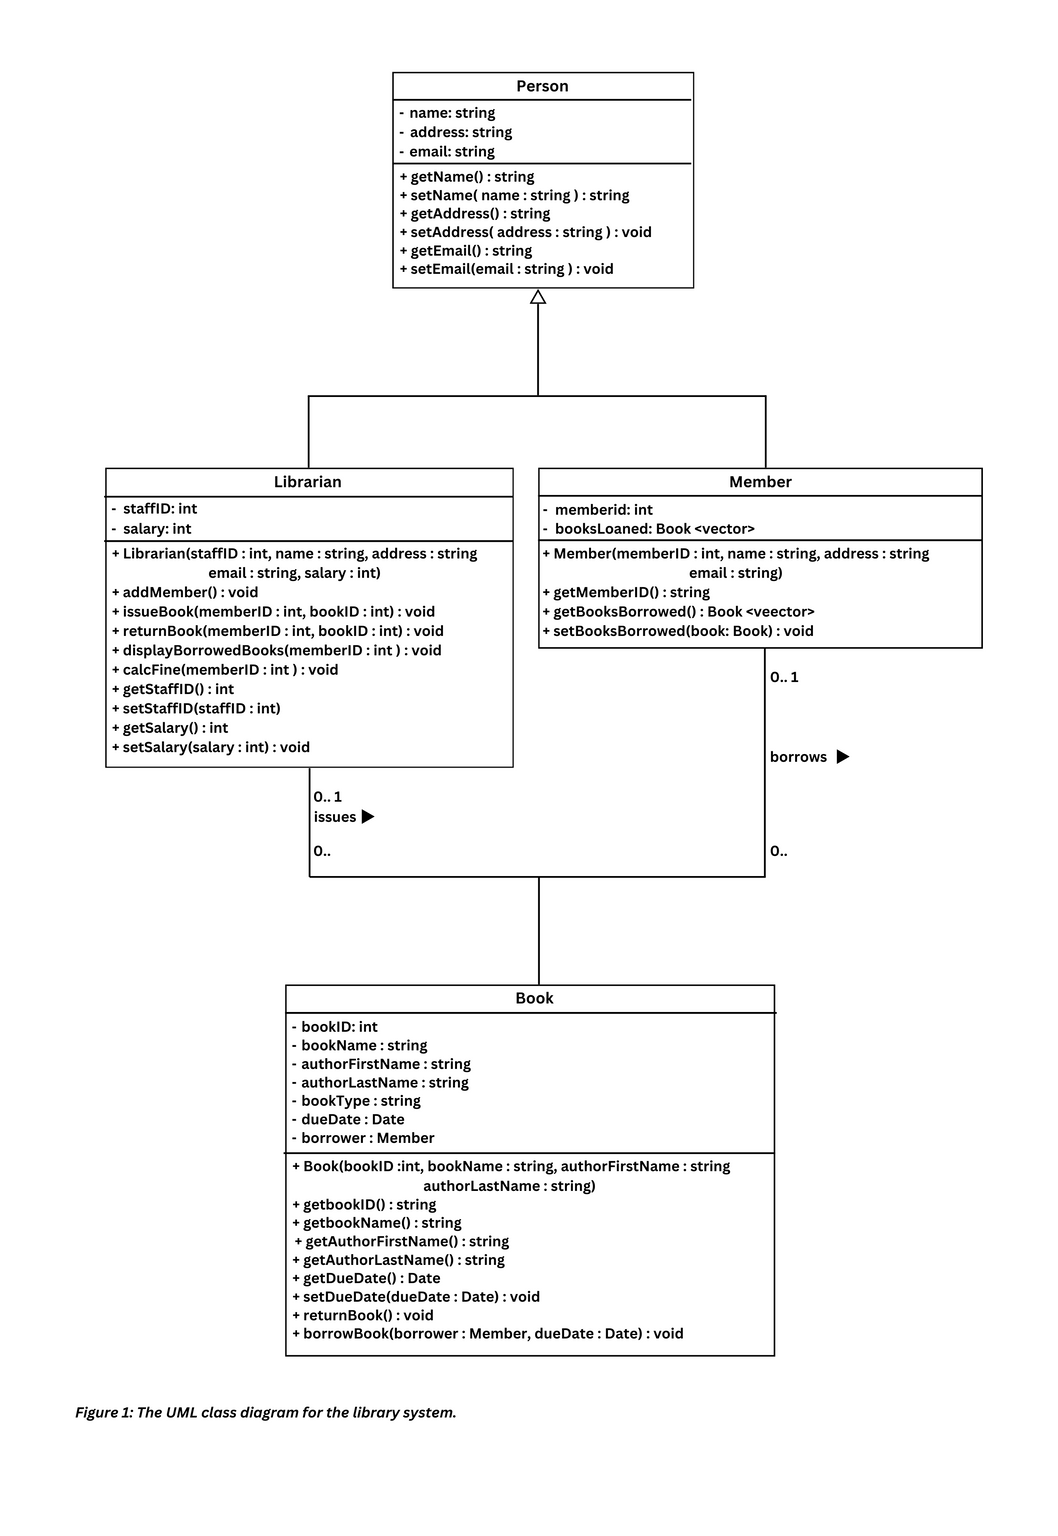 Person
- name: string
- address: string
- email: string
+ getName() : string
+ setName( name : string ) : string
+ getAddress() : string
+ setAddress( address : string ) : void
+ getEmail() : string
+ setEmail(email : string ) : void
Librarian
- staffID: int
- salary: int
+ Librarian(staffID : int, name : string, address : string
email : string, salary : int)
+ addMember() : void
+ issueBook(memberID : int, bookID : int) : void
+ returnBook(memberID : int, bookID : int) : void
+ displayBorrowedBooks(memberID : int ) : void
+ calcFine(memberID : int ) : void
+ getStaffID() : int
+ setStaffID(staffID : int)
+ getSalary() : int
+ setSalary(salary : int) : void
Member
- memberid: int
- booksLoaned: Book <vector>
+ Member(memberID : int, name : string, address : string
email : string)
+ getMemberID() : string
+ getBooksBorrowed() : Book <veector>
+ setBooksBorrowed(book: Book) : void
0.. 1
issues
0..
0.. 1
borrows
0..
Book
- bookID: int
- bookName : string
- authorFirstName : string
- authorLastName : string
- bookType : string
- dueDate : Date
- borrower : Member
+ Book(bookID :int, bookName : string, authorFirstName : string
authorLastName : string)
+ getbookID() : string
+ getbookName() : string
+ getAuthorFirstName() : string
+ getAuthorLastName() : string
+ getDueDate() : Date
+ setDueDate(dueDate : Date) : void
+ returnBook() : void
+ borrowBook(borrower : Member, dueDate : Date) : void
Figure 1: The UML class diagram for the library system.